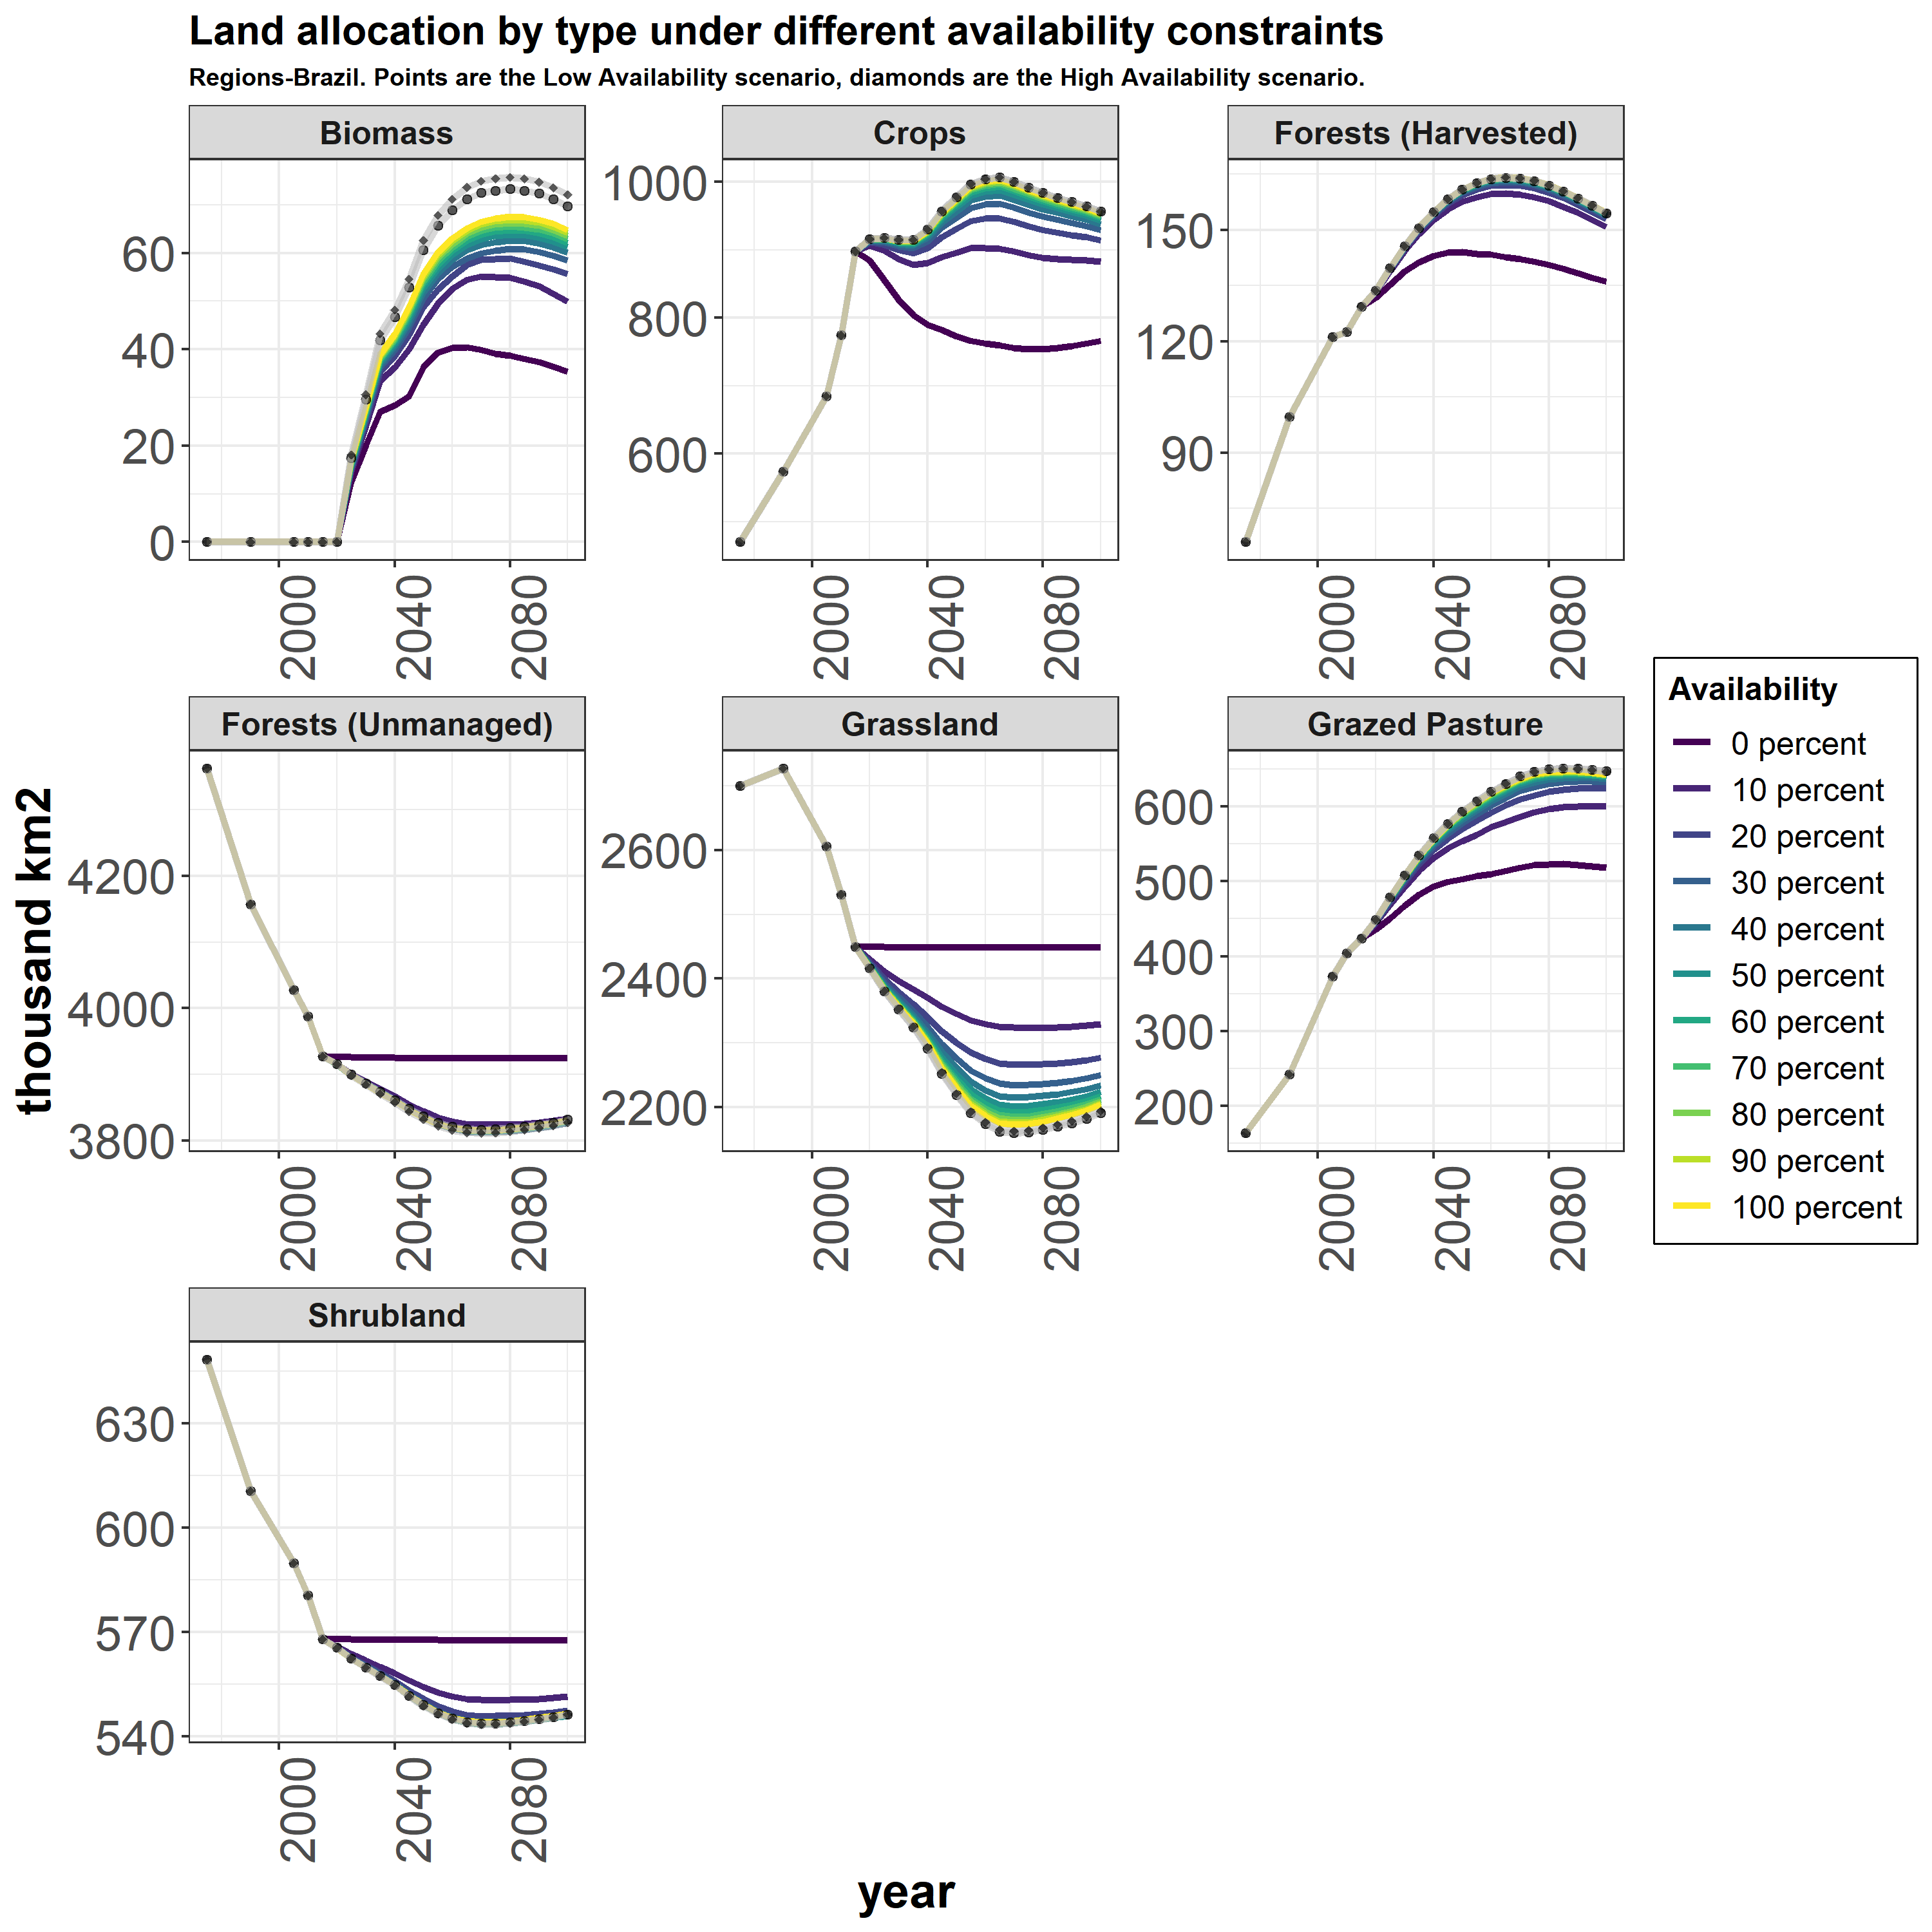 Land allocation by type under different availability constraints
Regions-Brazil. Points are the Low Availability scenario, diamonds are the High Availability scenario.
Biomass
Crops
Forests (Harvested)
60
40
20
0
1000
800
600
150
120
90
2000
2040
2080
2000
2040
2080
2000
2040
2080
Forests (Unmanaged)
Grassland
Grazed Pasture
4200
4000
3800
2600
2400
2200
600
500
400
300
200
2000
2040
2080
2000
2040
2080
2000
2040
2080
Shrubland
630
600
570
540
2000
2040
2080
thousand km2
year
Availability
0 percent
10 percent
20 percent
30 percent
40 percent
50 percent
60 percent
70 percent
80 percent
90 percent
100 percent